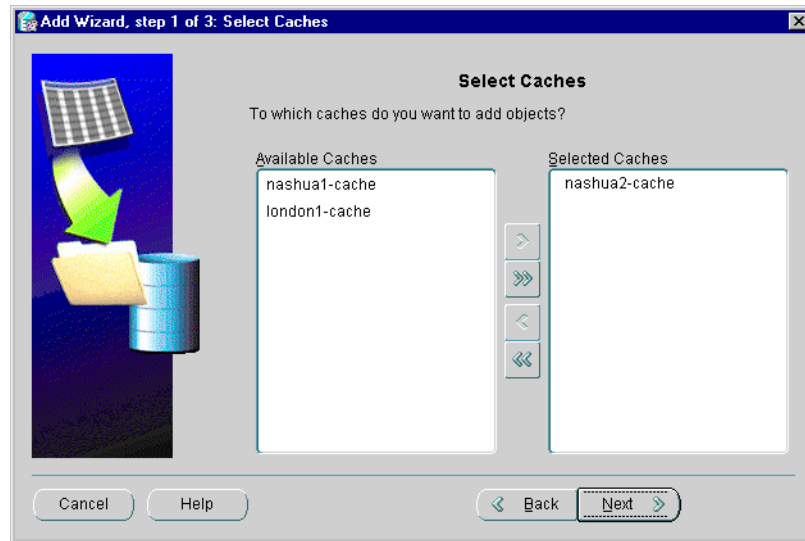 Add Wizard, step 1 of 3: Select Caches
Select Caches
To which caches do you want to add objects?
Available Caches
nashua1-cache
london1-cache
Selected Caches
nashua2-cache
Cancel
Help
Back
Next